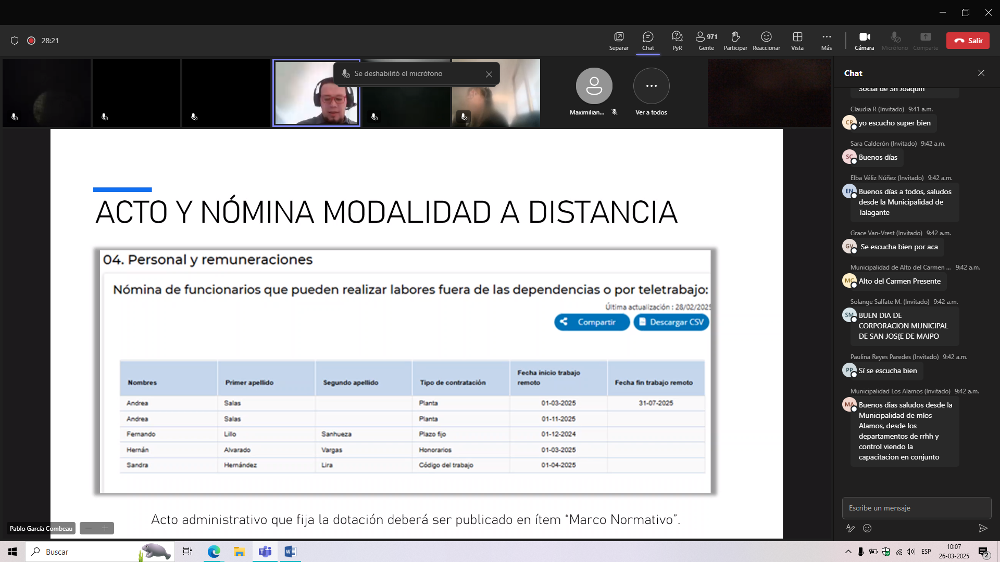 28:21
Separar
Chat
PyR
971
Gente
Participar
Reaccionar
Vista
Más
Cámara
Micrófono
Comparte
Salir
Se deshabilitó el micrófono
Maximilian...
Ver a todos
ACTO Y NÓMINA MODALIDAD A DISTANCIA
04. Personal y remuneraciones
Nómina de funcionarios que pueden realizar labores fuera de las dependencias o por teletrabajo:
Última actualización : 28/02/2025
Compartir
Descargar CSV
Nombres Primer apellido Segundo apellido Tipo de contratación Fecha inicio trabajo remoto Fecha fin trabajo remoto
Andrea Salas Planta 01-03-2025 31-07-2025
Andrea Salas Planta 01-11-2025
Fernando Lillo Sanhueza Plazo fijo 01-12-2024
Hernán Alvarado Vargas Honorarios 01-03-2025
Sandra Hernández Lira Código del trabajo 01-04-2025
Acto administrativo que fija la dotación deberá ser publicado en ítem “Marco Normativo”.
Pablo García Combeau
Chat
Social de Sn Joaquin
Claudia R (Invitado) 9:41 a.m.
CR
yo escucho super bien
Sara Calderón (Invitado) 9:42 a.m.
SC
Buenos días
Elba Véliz Núñez (Invitado) 9:42 a.m.
EN
Buenos días a todos, saludos
desde la Municipalidad de
Talagante
Grace Van-Vrest (Invitado) 9:42 a.m.
GV
Se escucha bien por aca
Municipalidad de Alto del Carmen ... 9:42 a.m.
MC
Alto del Carmen Presente
Solange Salfate M. (Invitado) 9:42 a.m.
SM
BUEN DIA DE
CORPORACION MUNICIPAL
DE SAN JOS{E DE MAIPO
Paulina Reyes Paredes (Invitado) 9:42 a.m.
PP
Sí se escucha bien
Municipalidad Los Alamos (Invitado) 9:42 a.m.
MA
Buenos dias saludos desde la
Municipalidad de mlos
Alamos, desde los
departamentos de rrhh y
control viendo la
capacitacion en conjunto
Escribe un mensaje
Buscar
ESP
10:07
26-03-2025
2